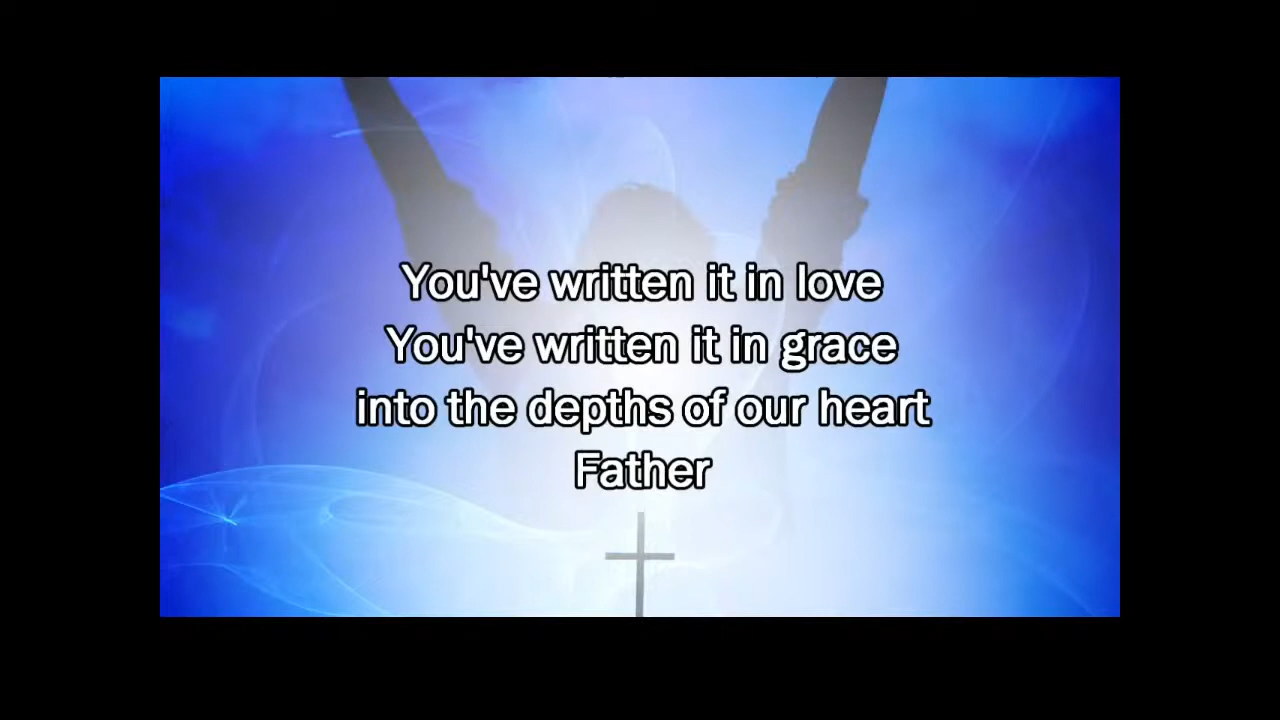 You've written it in love
You've written it in grace
into the depths of our heart
Father